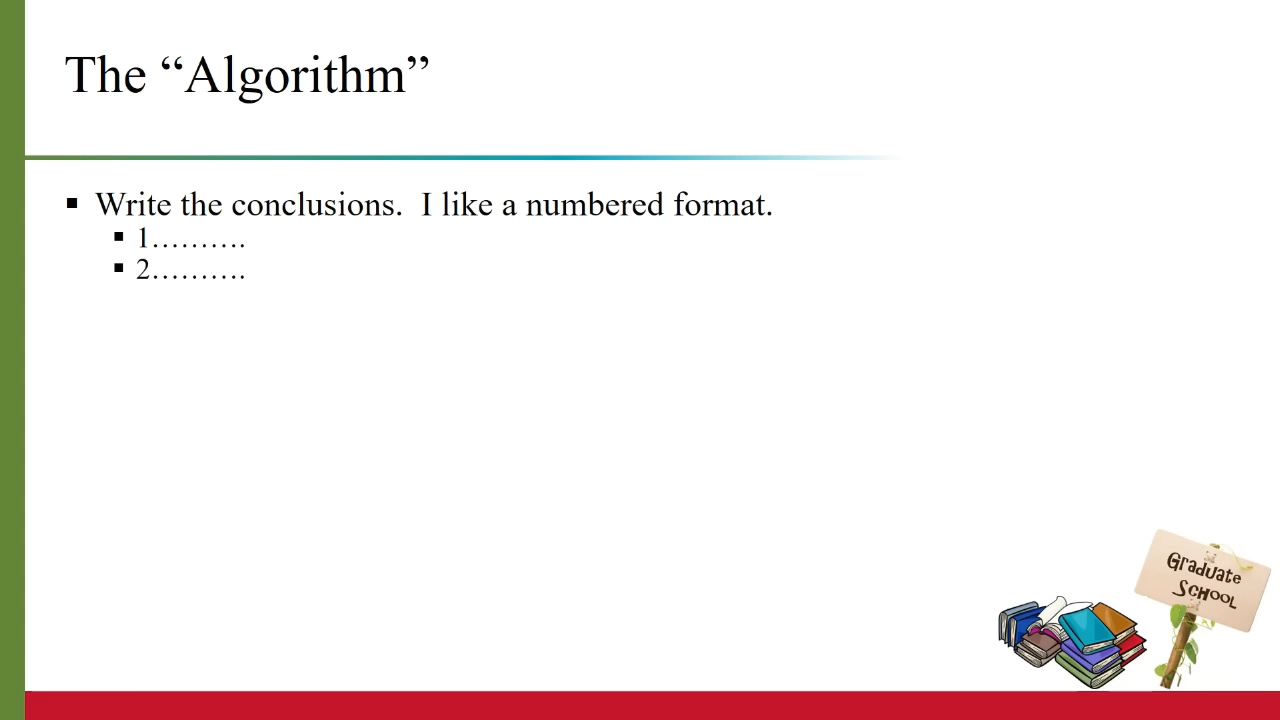 The “Algorithm”
Write the conclusions.  I like a numbered format.
1……….
2……….
Graduate
School